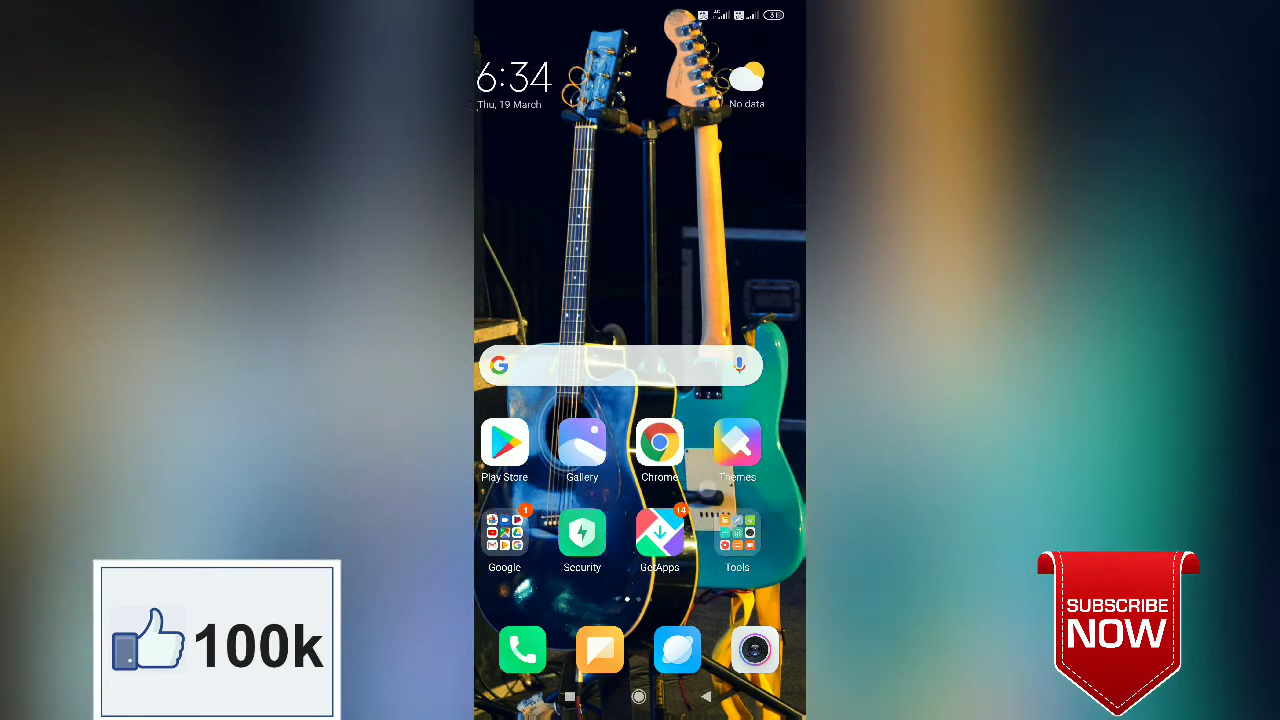 6:34
Thu, 19 March
No data
Play Store
Gallery
Chrome
Themes
1
14
Google
Security
GetApps
Tools
100k
SUBSCRIBE
NOW